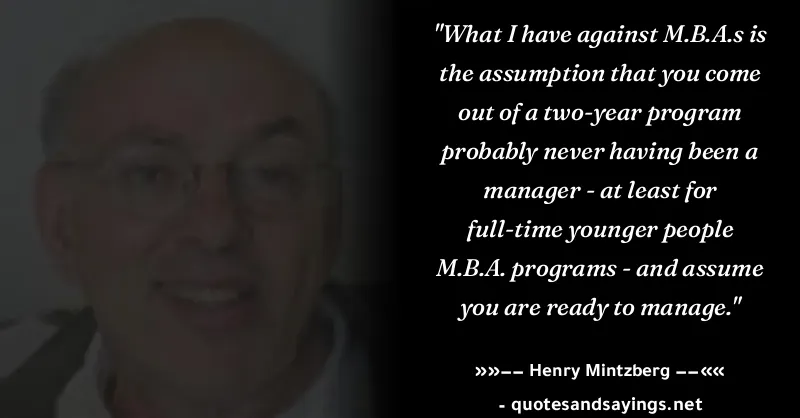 "What I have against M.B.A.s is
the assumption that you come
out of a two-year program
probably never having been a
manager - at least for
full-time younger people
M.B.A. programs - and assume
you are ready to manage."
»»–– Henry Mintzberg ––««
- quotesandsayings.net